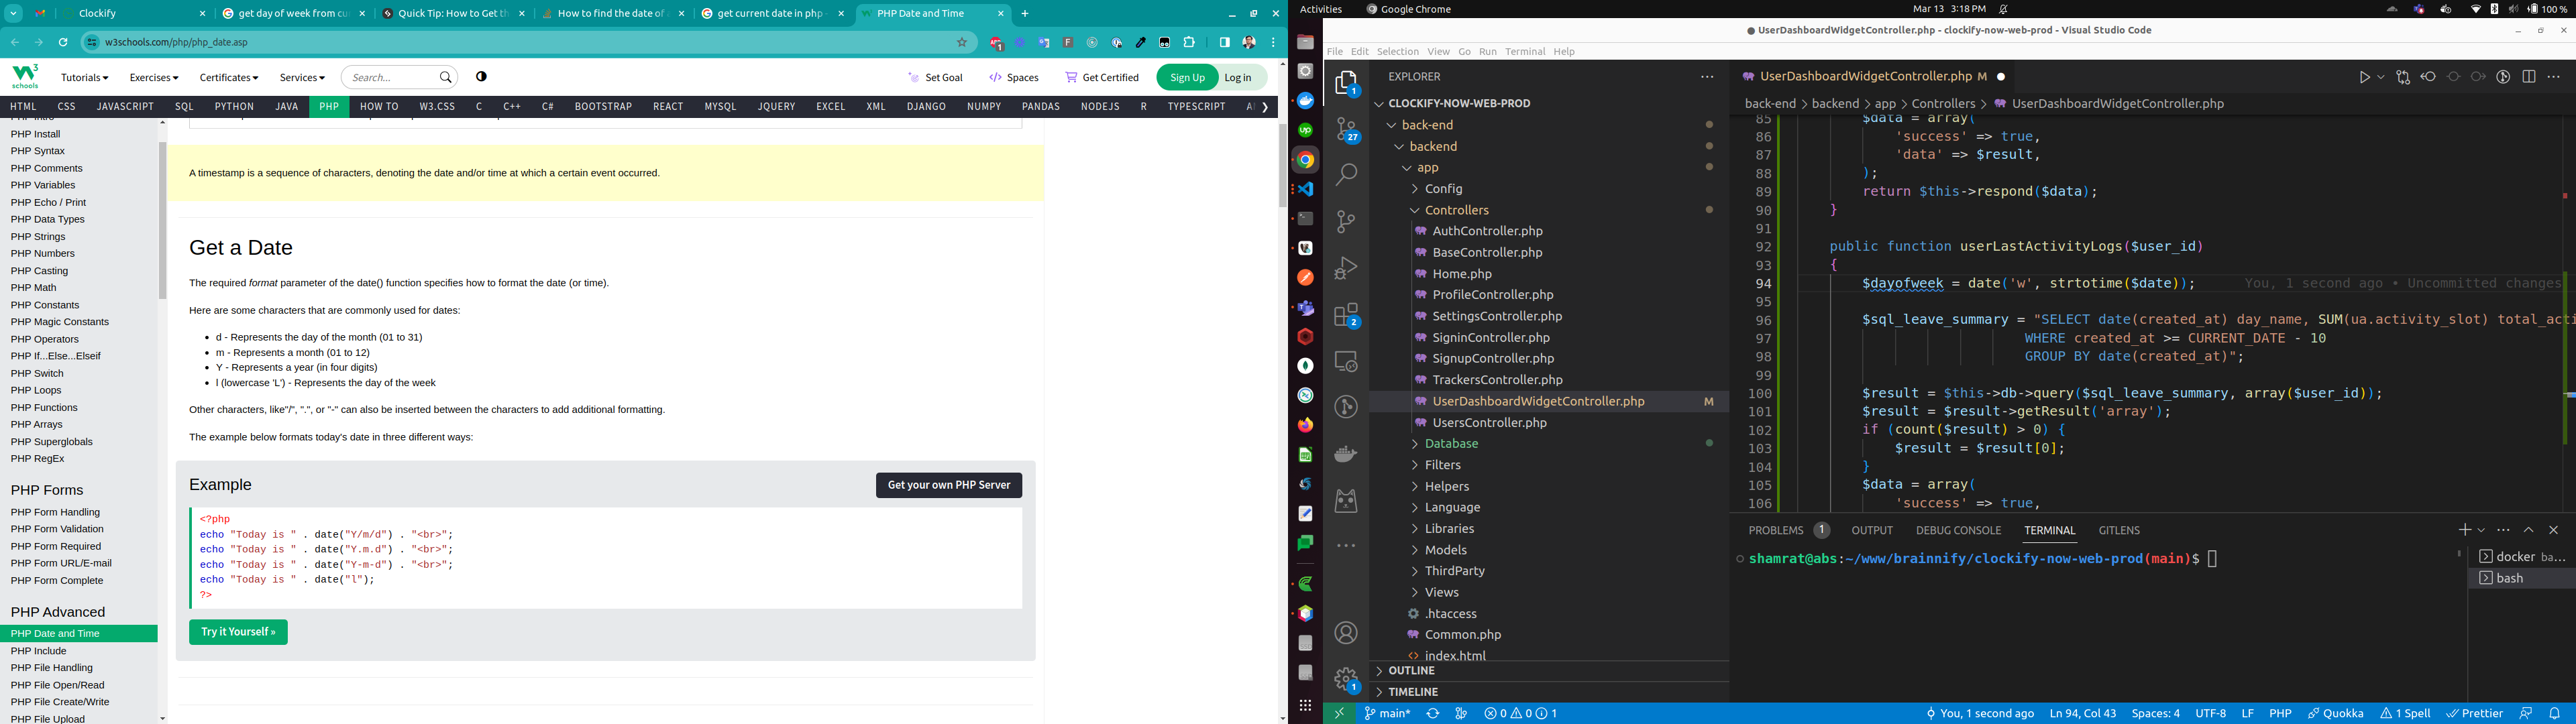 Clockify
get day of week from cu
Quick Tip: How to Get th
How to find the date of a
get current date in php -
PHP Date and Time
w3schools.com/php/php_date.asp
schools
Tutorials
Exercises
Certificates
Services
Search...
Set Goal
Spaces
Get Certified
Sign Up
Log in
HTML CSS JAVASCRIPT SQL PYTHON JAVA PHP HOW TO W3.CSS C C++ C# BOOTSTRAP REACT MYSQL JQUERY EXCEL XML DJANGO NUMPY PANDAS NODEJS R TYPESCRIPT
PHP Intro
PHP Install
PHP Syntax
PHP Comments
PHP Variables
PHP Echo / Print
PHP Data Types
PHP Strings
PHP Numbers
PHP Casting
PHP Math
PHP Constants
PHP Magic Constants
PHP Operators
PHP If...Else...Elseif
PHP Switch
PHP Loops
PHP Functions
PHP Arrays
PHP Superglobals
PHP RegEx
PHP Forms
PHP Form Handling
PHP Form Validation
PHP Form Required
PHP Form URL/E-mail
PHP Form Complete
PHP Advanced
PHP Date and Time
PHP Include
PHP File Handling
PHP File Open/Read
PHP File Create/Write
PHP File Upload
A timestamp is a sequence of characters, denoting the date and/or time at which a certain event occurred.
Get a Date
The required format parameter of the date() function specifies how to format the date (or time).
Here are some characters that are commonly used for dates:
d - Represents the day of the month (01 to 31)
m - Represents a month (01 to 12)
Y - Represents a year (in four digits)
l (lowercase 'L') - Represents the day of the week
Other characters, like"/", ".", or "-" can also be inserted between the characters to add additional formatting.
The example below formats today's date in three different ways:
Example
Get your own PHP Server
<?php
echo "Today is " . date("Y/m/d") . "<br>";
echo "Today is " . date("Y.m.d") . "<br>";
echo "Today is " . date("Y-m-d") . "<br>";
echo "Today is " . date("l");
?>
Try it Yourself »
Activities
Google Chrome
Mar 13 3:18 PM
100 %
● UserDashboardWidgetController.php - clockify-now-web-prod - Visual Studio Code
File Edit Selection View Go Run Terminal Help
1
27
2
1
EXPLORER
CLOCKIFY-NOW-WEB-PROD
back-end
backend
app
Config
Controllers
AuthController.php
BaseController.php
Home.php
ProfileController.php
SettingsController.php
SigninController.php
SignupController.php
TrackersController.php
UserDashboardWidgetController.php M
UsersController.php
Database
Filters
Helpers
Language
Libraries
Models
ThirdParty
Views
.htaccess
Common.php
index.html
OUTLINE
TIMELINE
UserDashboardWidgetController.php M
back-end > backend > app > Controllers > UserDashboardWidgetController.php
85 $data = array(
86 'success' => true,
87 'data' => $result,
88 );
89 return $this->respond($data);
90 }
91
92 public function userLastActivityLogs($user_id)
93 {
94 $dayofweek = date('w', strtotime($date)); You, 1 second ago • Uncommitted changes
95
96 $sql_leave_summary = "SELECT date(created_at) day_name, SUM(ua.activity_slot) total_acti
97 WHERE created_at >= CURRENT_DATE - 10
98 GROUP BY date(created_at)";
99
100 $result = $this->db->query($sql_leave_summary, array($user_id));
101 $result = $result->getResult('array');
102 if (count($result) > 0) {
103 $result = $result[0];
104 }
105 $data = array(
106 'success' => true,
PROBLEMS 1 OUTPUT DEBUG CONSOLE TERMINAL GITLENS
shamrat@abs:~/www/brainnify/clockify-now-web-prod(main)$
docker ba...
bash
main*
0 0 1
You, 1 second ago
Ln 94, Col 43
Spaces: 4
UTF-8
LF
PHP
Quokka
1 Spell
Prettier